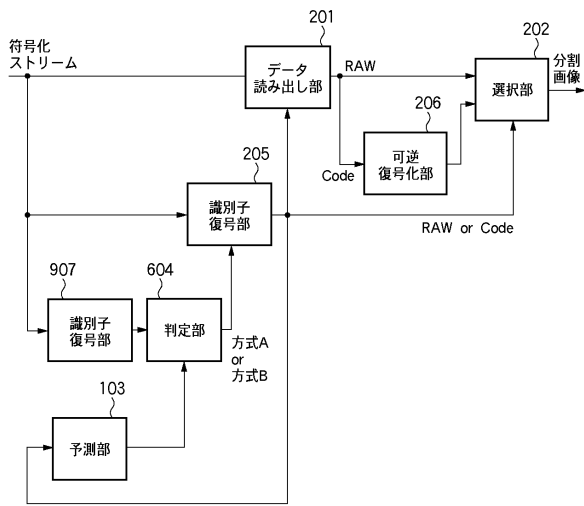 符号化
ストリーム
201
データ
読み出し部
RAW
202
選択部
分割
画像
206
可逆
復号化部
Code
205
識別子
復号部
RAW or Code
907
識別子
復号部
604
判定部
方式A
or
方式B
103
予測部